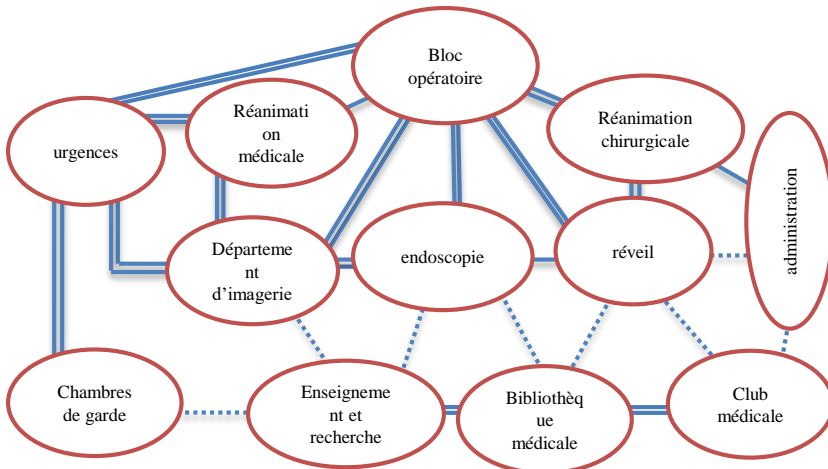 Bloc
opératoire
Réanimati
on
médicale
Réanimation
chirurgicale
urgences
administration
Départeme
nt
d’imagerie
endoscopie
réveil
Chambres
de garde
Enseigneme
nt et
recherche
Bibliothèq
ue
médicale
Club
médicale